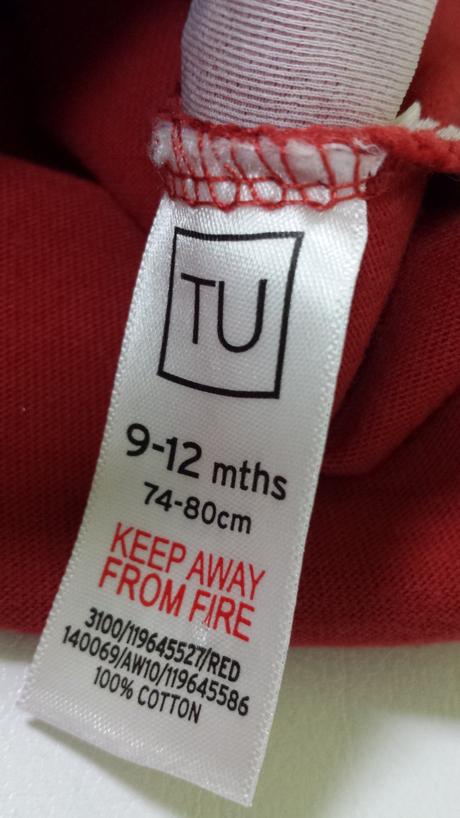 TU
9-12 mths
74-80cm
KEEP AWAY
FROM FIRE
3100/119645527/RED
140069/AW10/119645586
100% COTTON